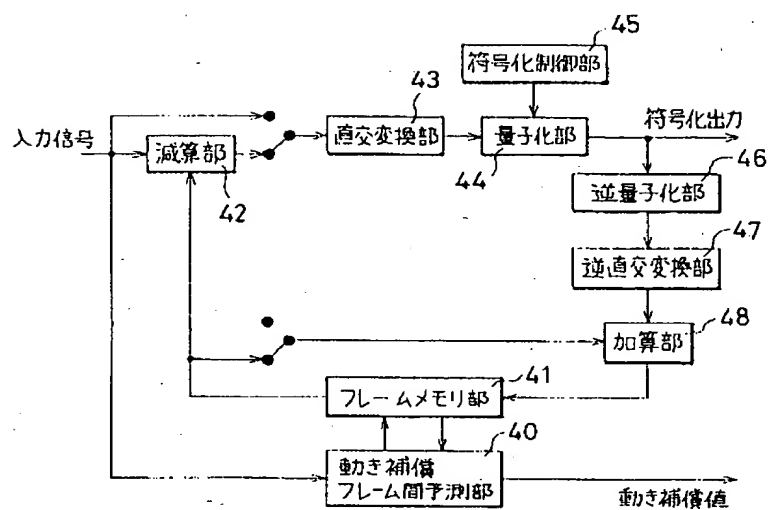 45
符号化制御部
43
入力信号
減算部
直交変換部
量子化部
符号化出力
42
44
46
逆量子化部
47
逆直交変換部
48
加算部
41
フレームメモリ部
40
動き補償
フレーム間予測部
動き補償値